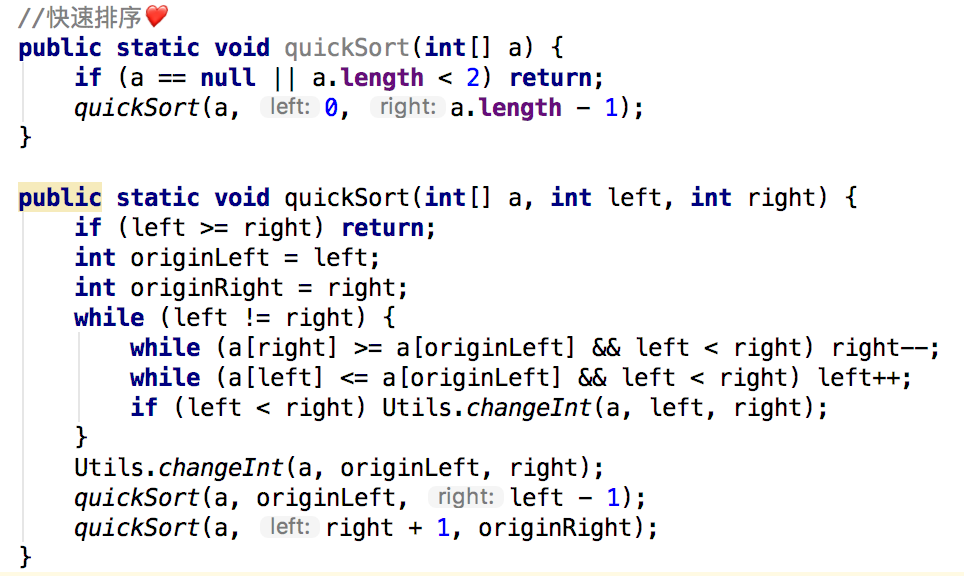 //快速排序❤️
public static void quickSort(int[] a) {
    if (a == null || a.length < 2) return;
    quickSort(a, left: 0, right: a.length - 1);
}
public static void quickSort(int[] a, int left, int right) {
    if (left >= right) return;
    int originLeft = left;
    int originRight = right;
    while (left != right) {
        while (a[right] >= a[originLeft] && left < right) right--;
        while (a[left] <= a[originLeft] && left < right) left++;
        if (left < right) Utils.changeInt(a, left, right);
    }
    Utils.changeInt(a, originLeft, right);
    quickSort(a, originLeft, right: left - 1);
    quickSort(a, left: right + 1, originRight);
}